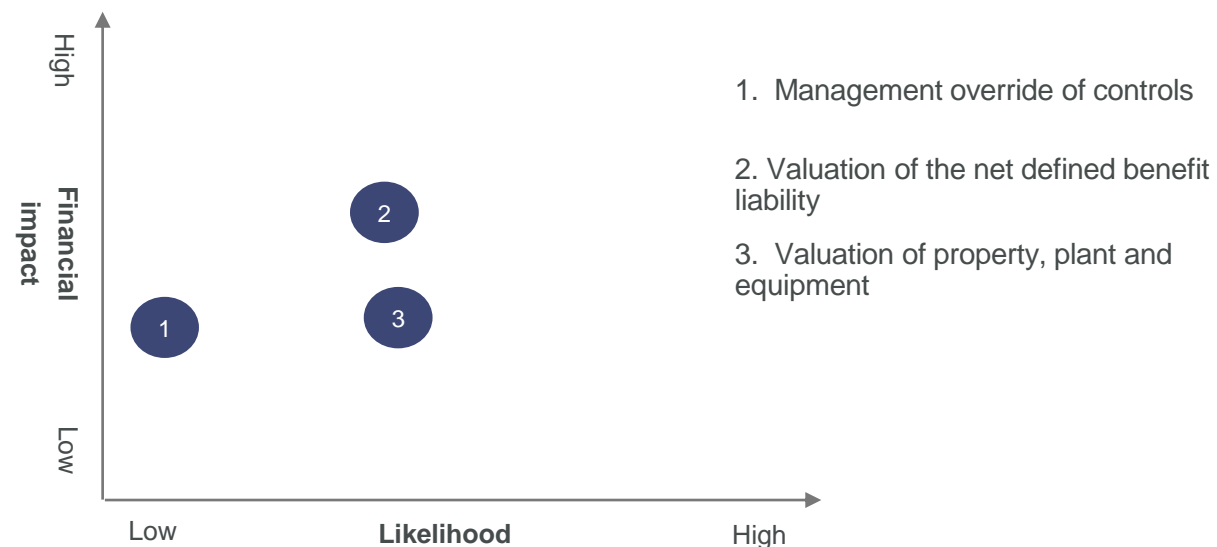 High
Financial
impact
Low
2
1
3
Low
Likelihood
High
1. Management override of controls
2. Valuation of the net defined benefit
liability
3. Valuation of property, plant and
equipment